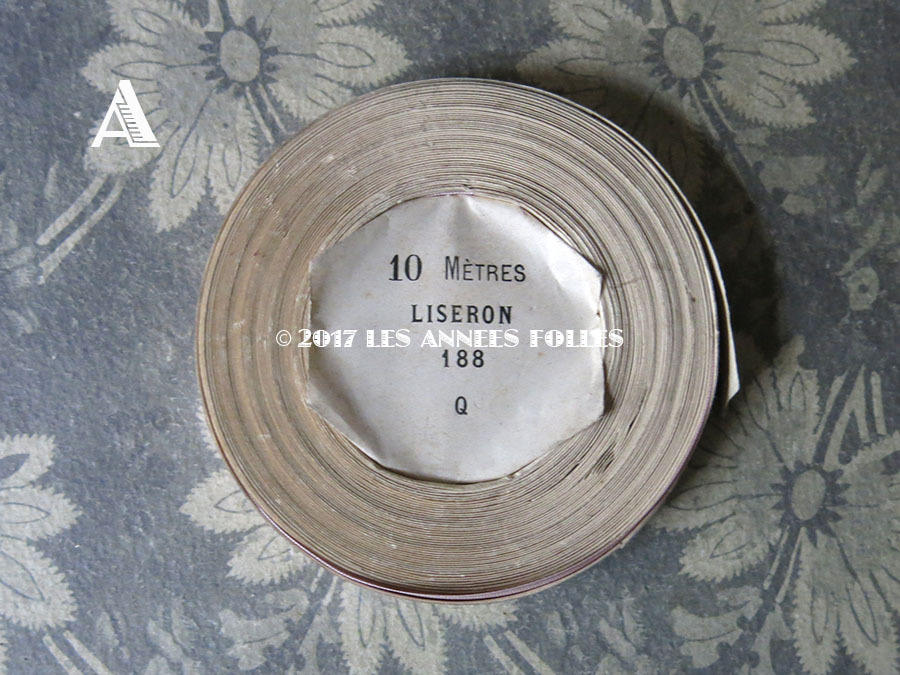 A
10 MÈTRES
LISERON
© 2017 LES ANNEES FOLLES
188
Q